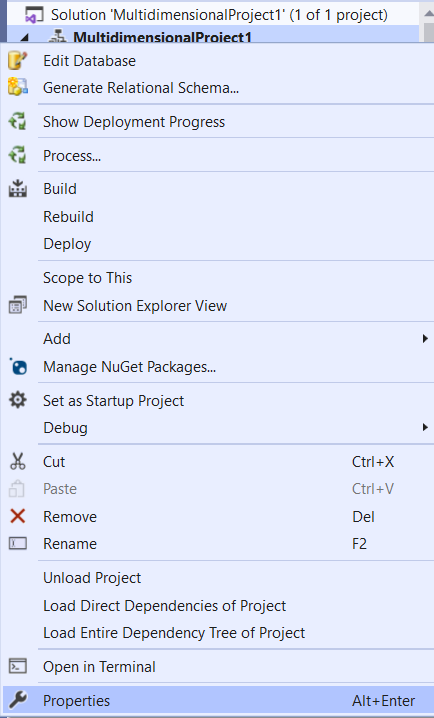 Solution 'MultidimensionalProject1' (1 of 1 project)
MultidimensionalProject1
Edit Database
Generate Relational Schema...
Show Deployment Progress
Process...
Build
Rebuild
Deploy
Scope to This
New Solution Explorer View
Add
Manage NuGet Packages...
Set as Startup Project
Debug
Cut Ctrl+X
Paste Ctrl+V
Remove Del
Rename F2
Unload Project
Load Direct Dependencies of Project
Load Entire Dependency Tree of Project
Open in Terminal
Properties Alt+Enter